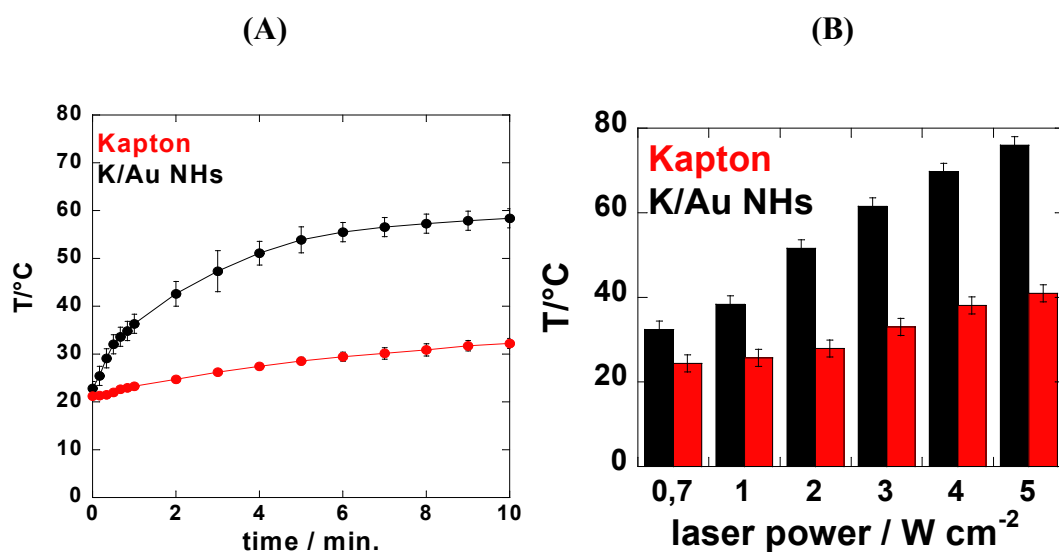 (A)
(B)
80
70
60
50
40
30
20
10
0
T/°C
Kapton
K/Au NHs
0 2 4 6 8 10
time / min.
80
60
40
20
0
T/°C
Kapton
K/Au NHs
0,7 1 2 3 4 5
laser power / W cm⁻²